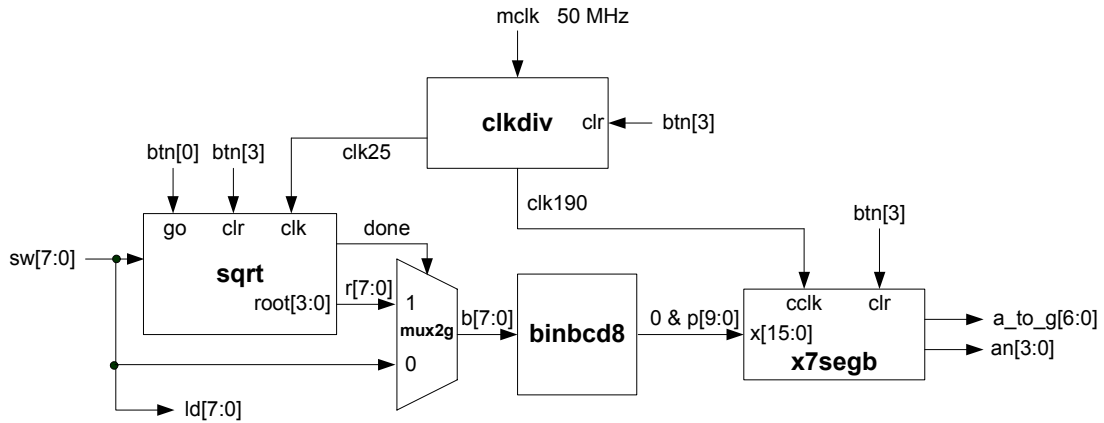 mclk 50 MHz
clkdiv
clr
btn[3]
btn[0] btn[3]
clk25
clk190
btn[3]
go clr clk
done
sw[7:0]
sqrt
root[3:0]
r[7:0]
1
mux2g
0
b[7:0]
binbcd8
0 & p[9:0]
cclk clr
x[15:0]
x7segb
a_to_g[6:0]
an[3:0]
ld[7:0]